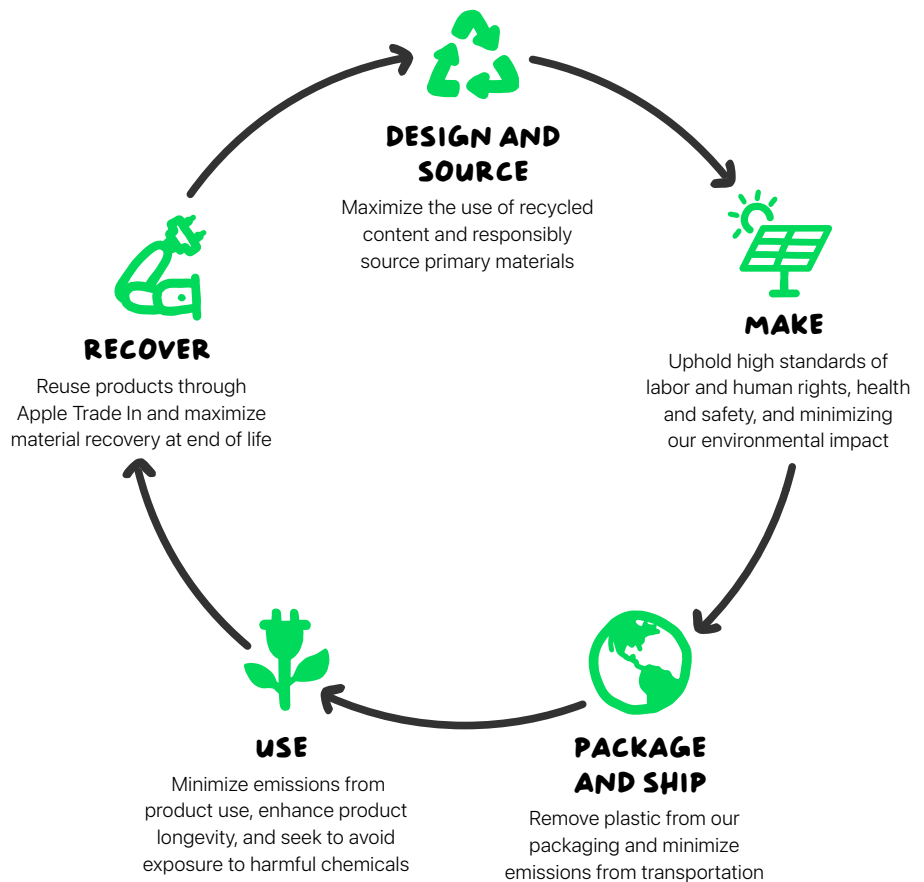 DESIGN AND
SOURCE
Maximize the use of recycled
content and responsibly
source primary materials
MAKE
Uphold high standards of
labor and human rights, health
and safety, and minimizing
our environmental impact
PACKAGE
AND SHIP
Remove plastic from our
packaging and minimize
emissions from transportation
USE
Minimize emissions from
product use, enhance product
longevity, and seek to avoid
exposure to harmful chemicals
RECOVER
Reuse products through
Apple Trade In and maximize
material recovery at end of life